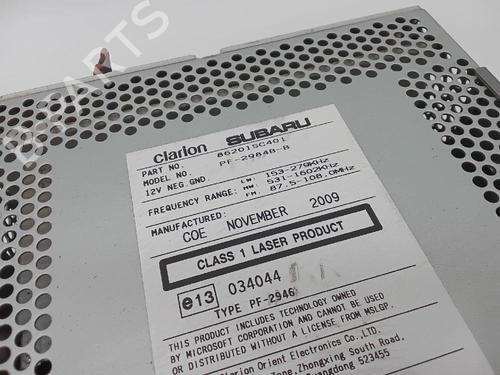 B-PARTS
clarion SUBARU
PART NO. 86201SC401
MODEL NO. PF-2984B-B
12V NEG.GND
FREQUENCY RANGE: LW: 153-279KHz
MW: 531-1602KHz
FM: 87.5-108.0MHz
MANUFACTURED:
COE NOVEMBER 2009
CLASS 1 LASER PRODUCT
e13 034044
TYPE PF-2946
THIS PRODUCT INCLUDES TECHNOLOGY OWNED
BY MICROSOFT CORPORATION AND CANNOT BE USED
OR DISTRIBUTED WITHOUT A LICENSE FROM MSLGP.
Clarion Orient Electronics Co.,LTD.
Zone, Zhongxing South Road,
Guangdong 523455